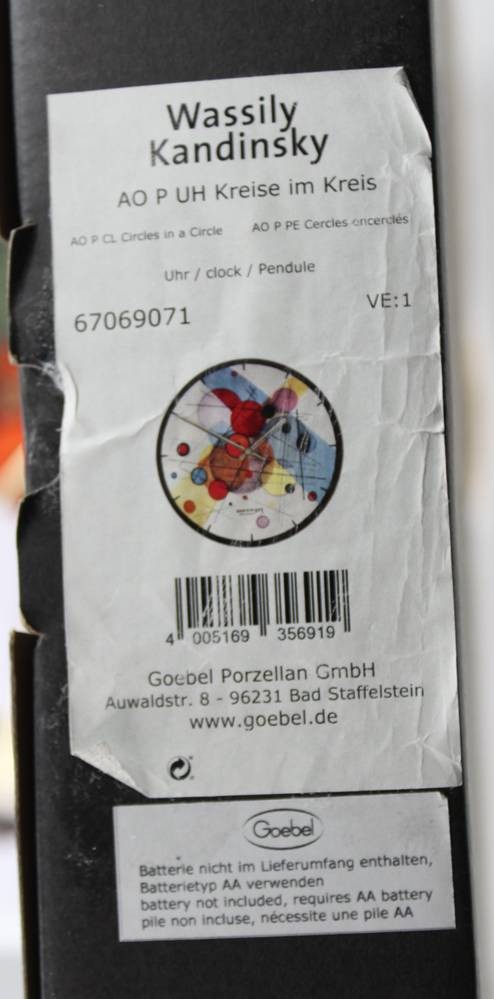 Wassily
Kandinsky
AO P UH Kreise im Kreis
AO P CL Circles in a Circle
AO P PE Cercles encerclés
Uhr / clock / Pendule
67069071
VE:1
4 005169 356919
Goebel Porzellan GmbH
Auwaldstr. 8 - 96231 Bad Staffelstein
www.goebel.de
Goebel
Batterie nicht im Lieferumfang enthalten,
Batterietyp AA verwenden
battery not included, requires AA battery
pile non incluse, nécessite une pile AA